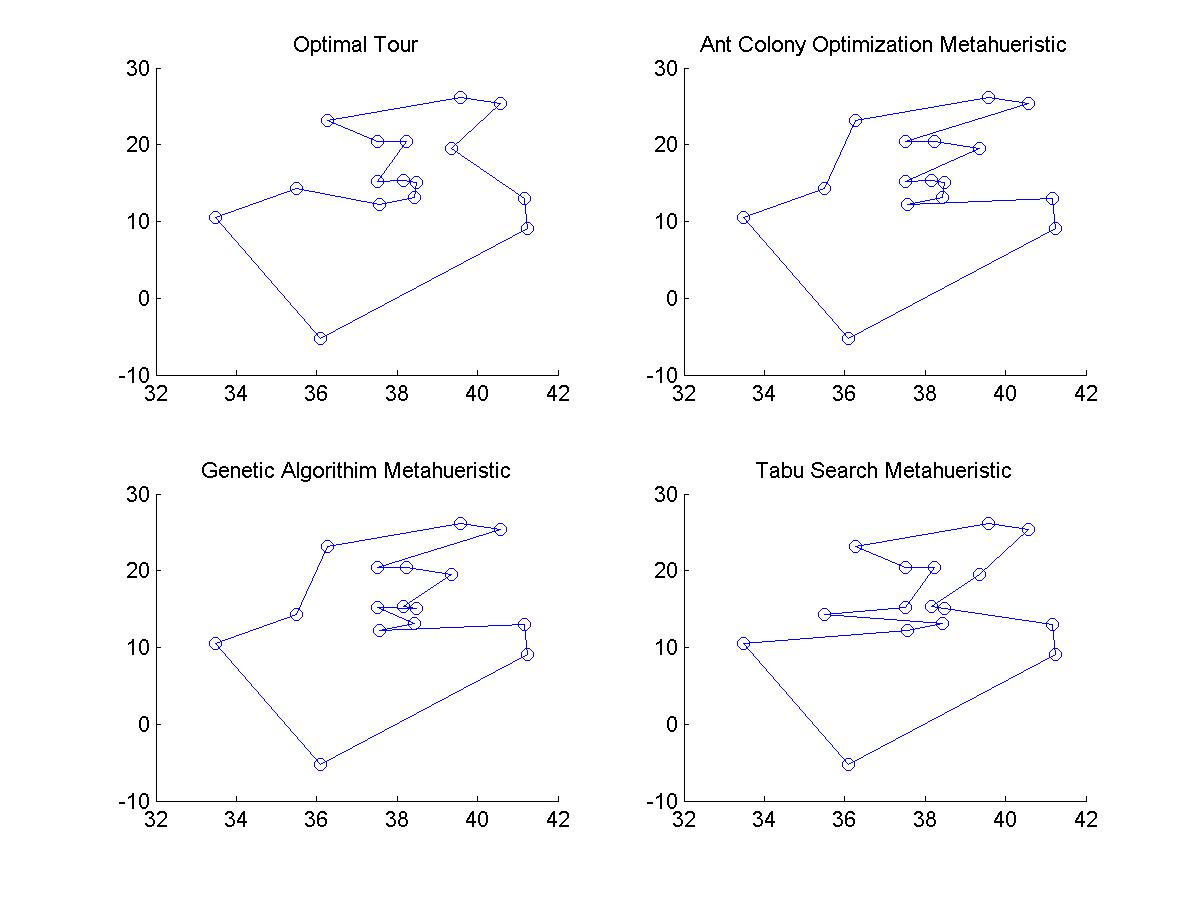 Optimal Tour
30
20
10
0
-10
32 34 36 38 40 42
Ant Colony Optimization Metahueristic
30
20
10
0
-10
32 34 36 38 40 42
Genetic Algorithim Metahueristic
30
20
10
0
-10
32 34 36 38 40 42
Tabu Search Metahueristic
30
20
10
0
-10
32 34 36 38 40 42